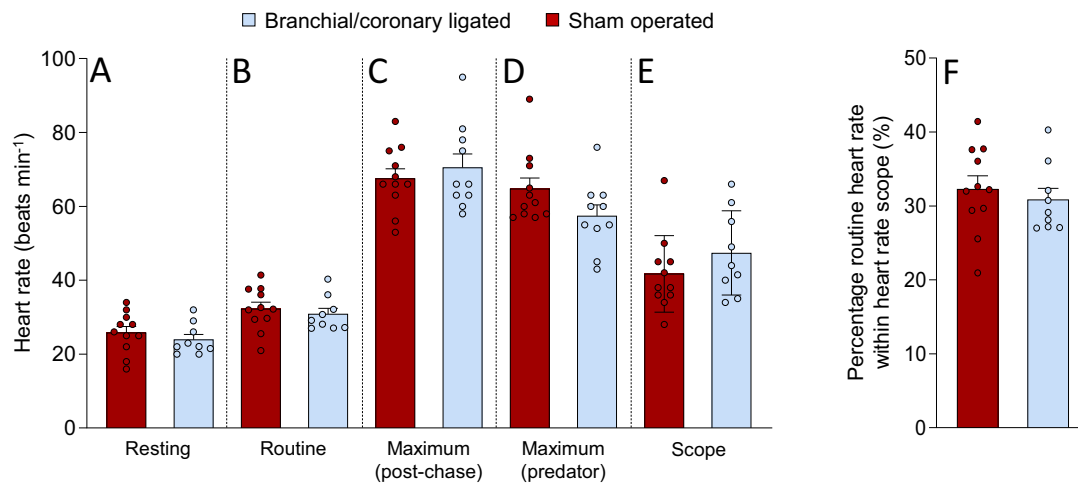 Branchial/coronary ligated
Sham operated
A
B
C
D
E
F
Heart rate (beats min⁻¹)
100
80
60
40
20
0
Resting
Routine
Maximum
(post-chase)
Maximum
(predator)
Scope
Percentage routine heart rate
within heart rate scope (%)
50
40
30
20
10
0